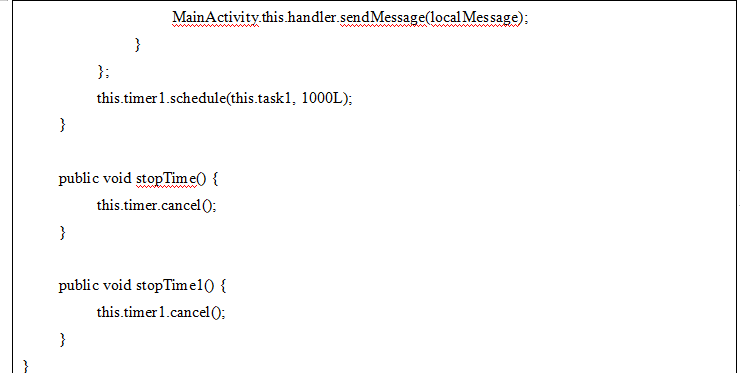 MainActivity.this.handler.sendMessage(localMessage);
}
};
this.timer1.schedule(this.task1, 1000L);
}
public void stopTime() {
this.timer.cancel();
}
public void stopTime1() {
this.timer1.cancel();
}
}